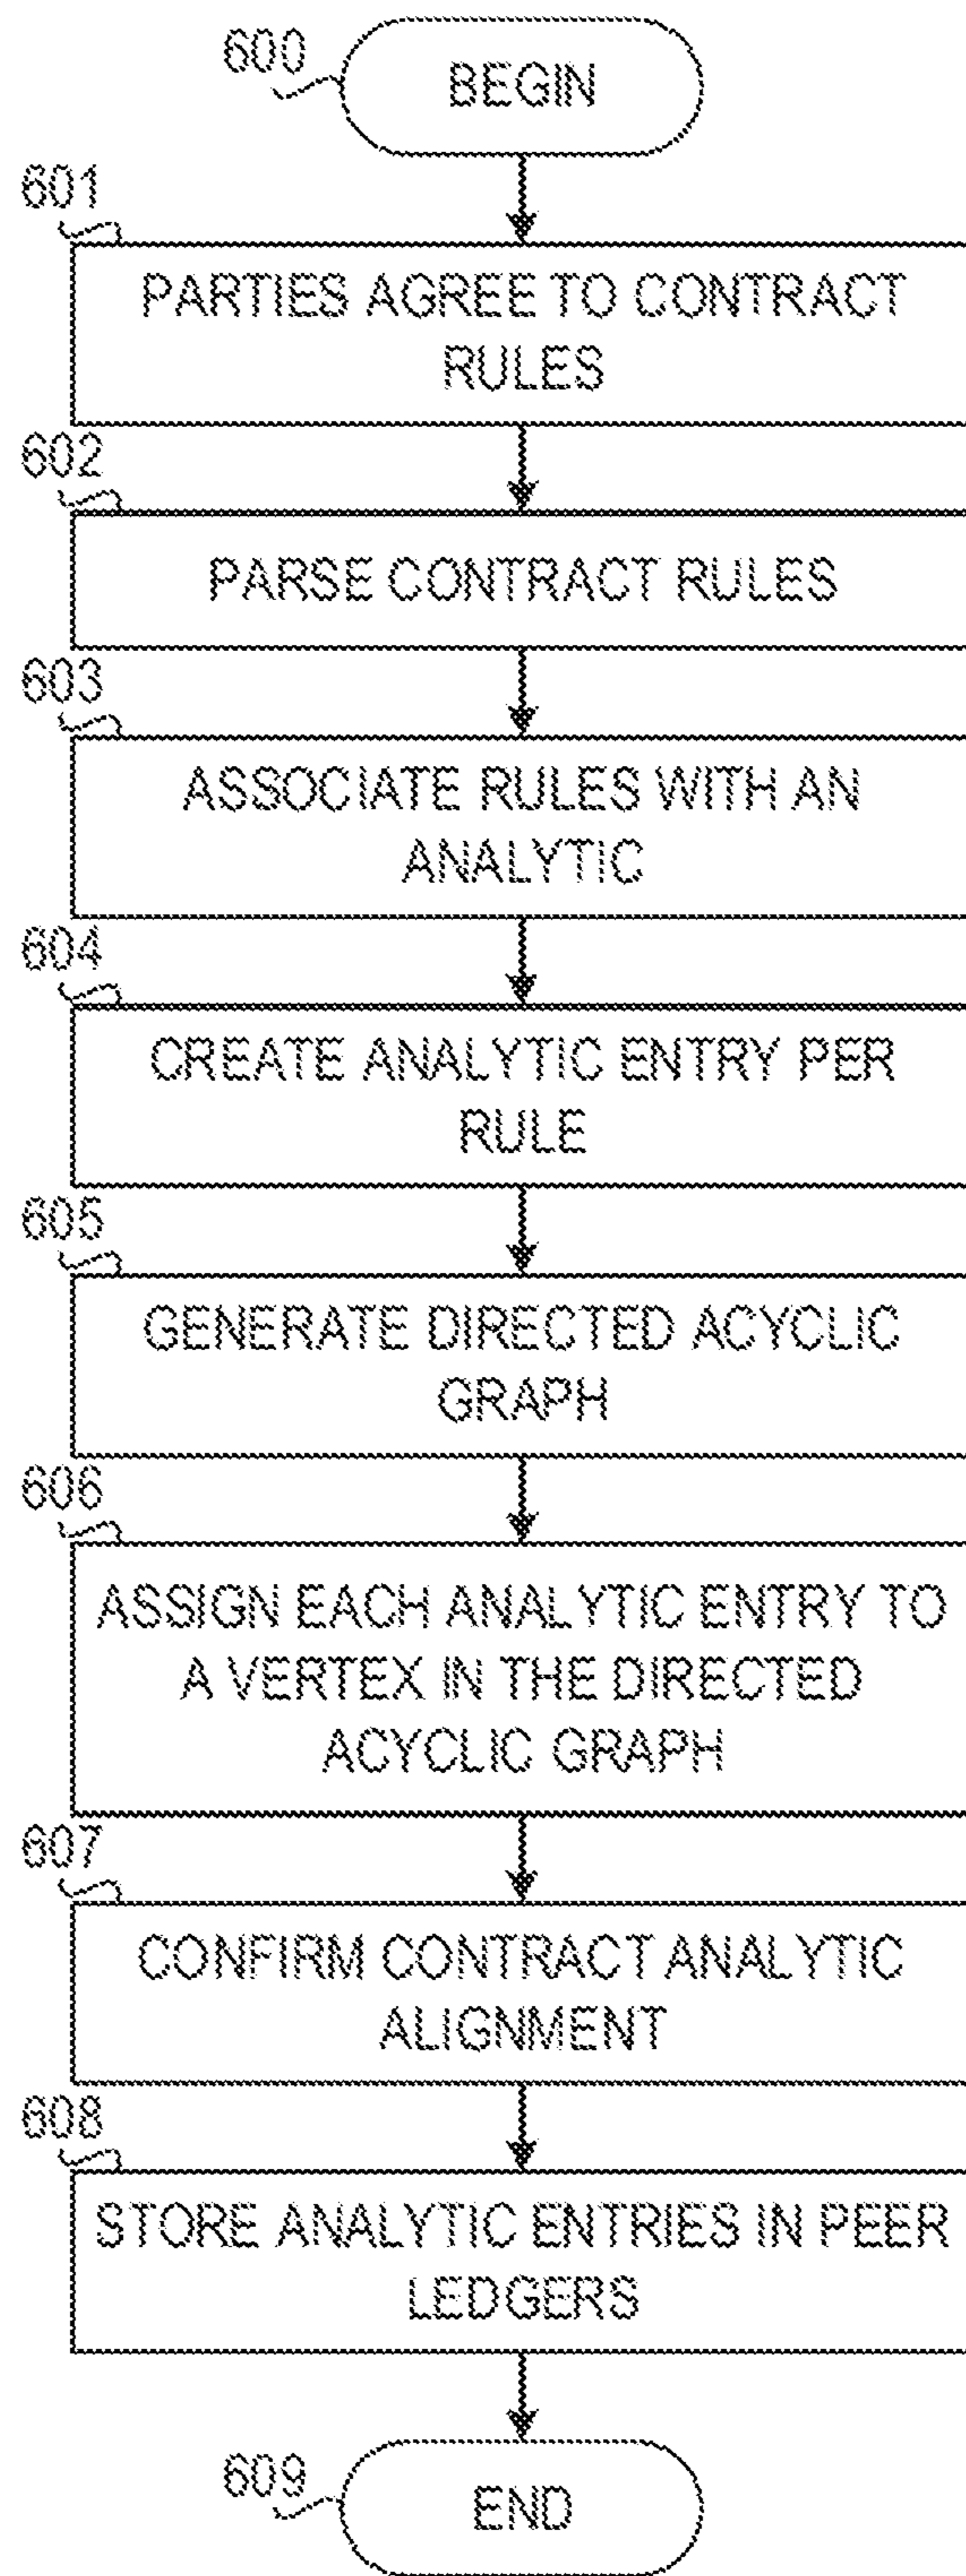 600
BEGIN
601
PARTIES AGREE TO CONTRACT
RULES
602
PARSE CONTRACT RULES
603
ASSOCIATE RULES WITH AN
ANALYTIC
604
CREATE ANALYTIC ENTRY PER
RULE
605
GENERATE DIRECTED ACYCLIC
GRAPH
606
ASSIGN EACH ANALYTIC ENTRY TO
A VERTEX IN THE DIRECTED
ACYCLIC GRAPH
607
CONFIRM CONTRACT ANALYTIC
ALIGNMENT
608
STORE ANALYTIC ENTRIES IN PEER
LEDGERS
609
END